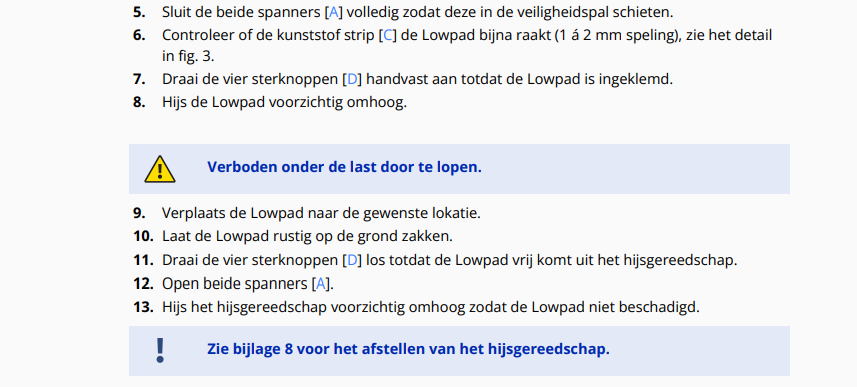 5. Sluit de beide spanners [A] volledig zodat deze in de veiligheidspal schieten.
6. Controleer of de kunststof strip [C] de Lowpad bijna raakt (1 á 2 mm speling), zie het detail
in fig. 3.
7. Draai de vier sterknoppen [D] handvast aan totdat de Lowpad is ingeklemd.
8. Hijs de Lowpad voorzichtig omhoog.
Verboden onder de last door te lopen.
9. Verplaats de Lowpad naar de gewenste lokatie.
10. Laat de Lowpad rustig op de grond zakken.
11. Draai de vier sterknoppen [D] los totdat de Lowpad vrij komt uit het hijsgereedschap.
12. Open beide spanners [A].
13. Hijs het hijsgereedschap voorzichtig omhoog zodat de Lowpad niet beschadigd.
Zie bijlage 8 voor het afstellen van het hijsgereedschap.